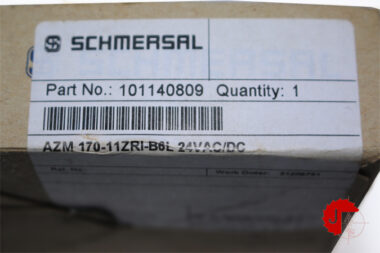 SCHMERSAL
Part No.: 101140809 Quantity: 1
AZM 170-11ZRI-B6L 24VAC/DC